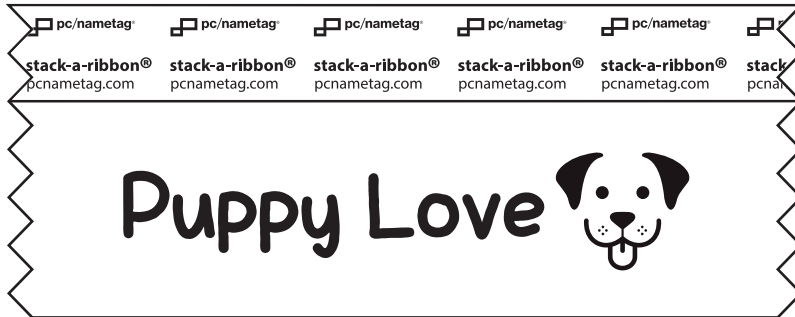 pc/nametag® pc/nametag® pc/nametag® pc/nametag® pc/nametag®
stack-a-ribbon® stack-a-ribbon® stack-a-ribbon® stack-a-ribbon® stack-a-ribbon® stack
pcnametag.com pcnametag.com pcnametag.com pcnametag.com pcnametag.com
Puppy Love